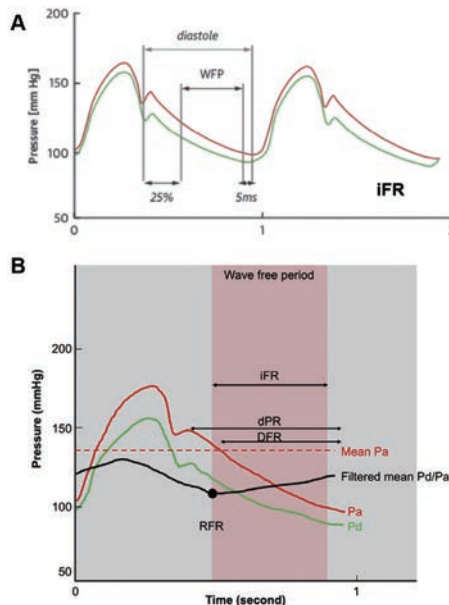 A
diastole
WFP
200
150
100
50
Pressure [mm Hg]
25%
5ms
iFR
0
1
B
Wave free period
200
150
100
50
Pressure (mmHg)
iFR
dPR
DFR
Mean Pa
Filtered mean Pd/Pa
RFR
Pa
Pd
0
1
Time (second)